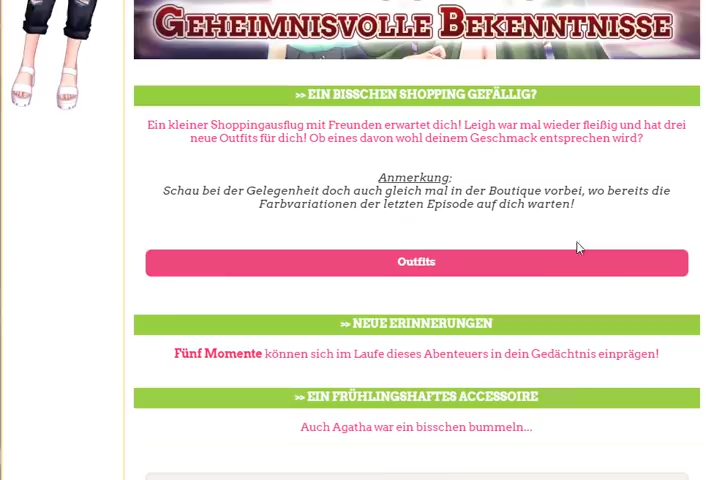 GEHEIMNISVOLLE BEKENNTNISSE
>> EIN BISSCHEN SHOPPING GEFÄLLIG?
Ein kleiner Shoppingausflug mit Freunden erwartet dich! Leigh war mal wieder fleißig und hat drei
neue Outfits für dich! Ob eines davon wohl deinem Geschmack entsprechen wird?
Anmerkung:
Schau bei der Gelegenheit doch auch gleich mal in der Boutique vorbei, wo bereits die
Farbvariationen der letzten Episode auf dich warten!
Outfits
>> NEUE ERINNERUNGEN
Fünf Momente können sich im Laufe dieses Abenteuers in dein Gedächtnis einprägen!
>> EIN FRÜHLINGSHAFTES ACCESSOIRE
Auch Agatha war ein bisschen bummeln...